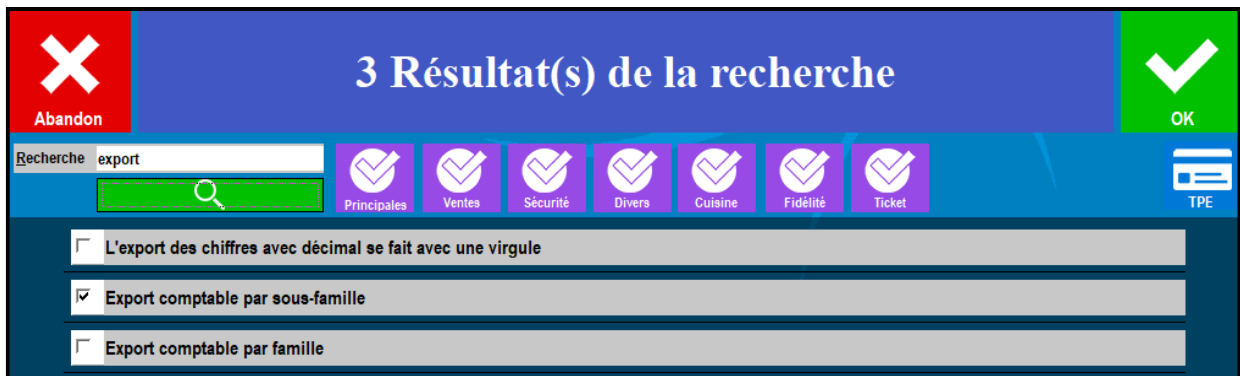 3 Résultat(s) de la recherche
Abandon
OK
Recherche export
Principales
Ventes
Sécurité
Divers
Cuisine
Fidélité
Ticket
TPE
L'export des chiffres avec décimal se fait avec une virgule
Export comptable par sous-famille
Export comptable par famille